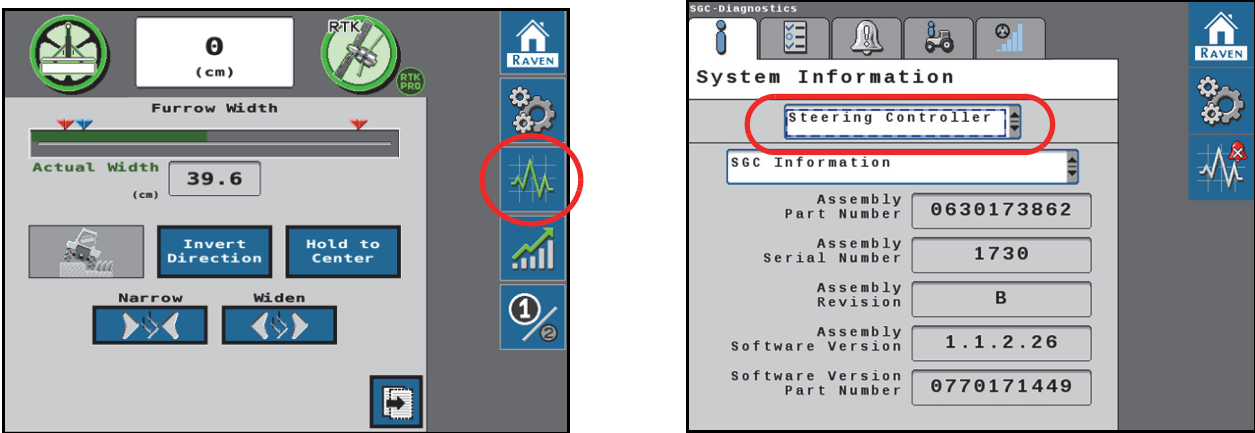 RTK
RTK
PRO
0
(cm)
Furrow Width
Actual Width
(cm)
39.6
Invert
Direction
Hold to
Center
Narrow
Widen
RAVEN
1
2
SGC-Diagnostics
System Information
Steering Controller
SGC Information
Assembly
Part Number
0630173862
Assembly
Serial Number
1730
Assembly
Revision
B
Assembly
Software Version
1.1.2.26
Software Version
Part Number
0770171449
RAVEN